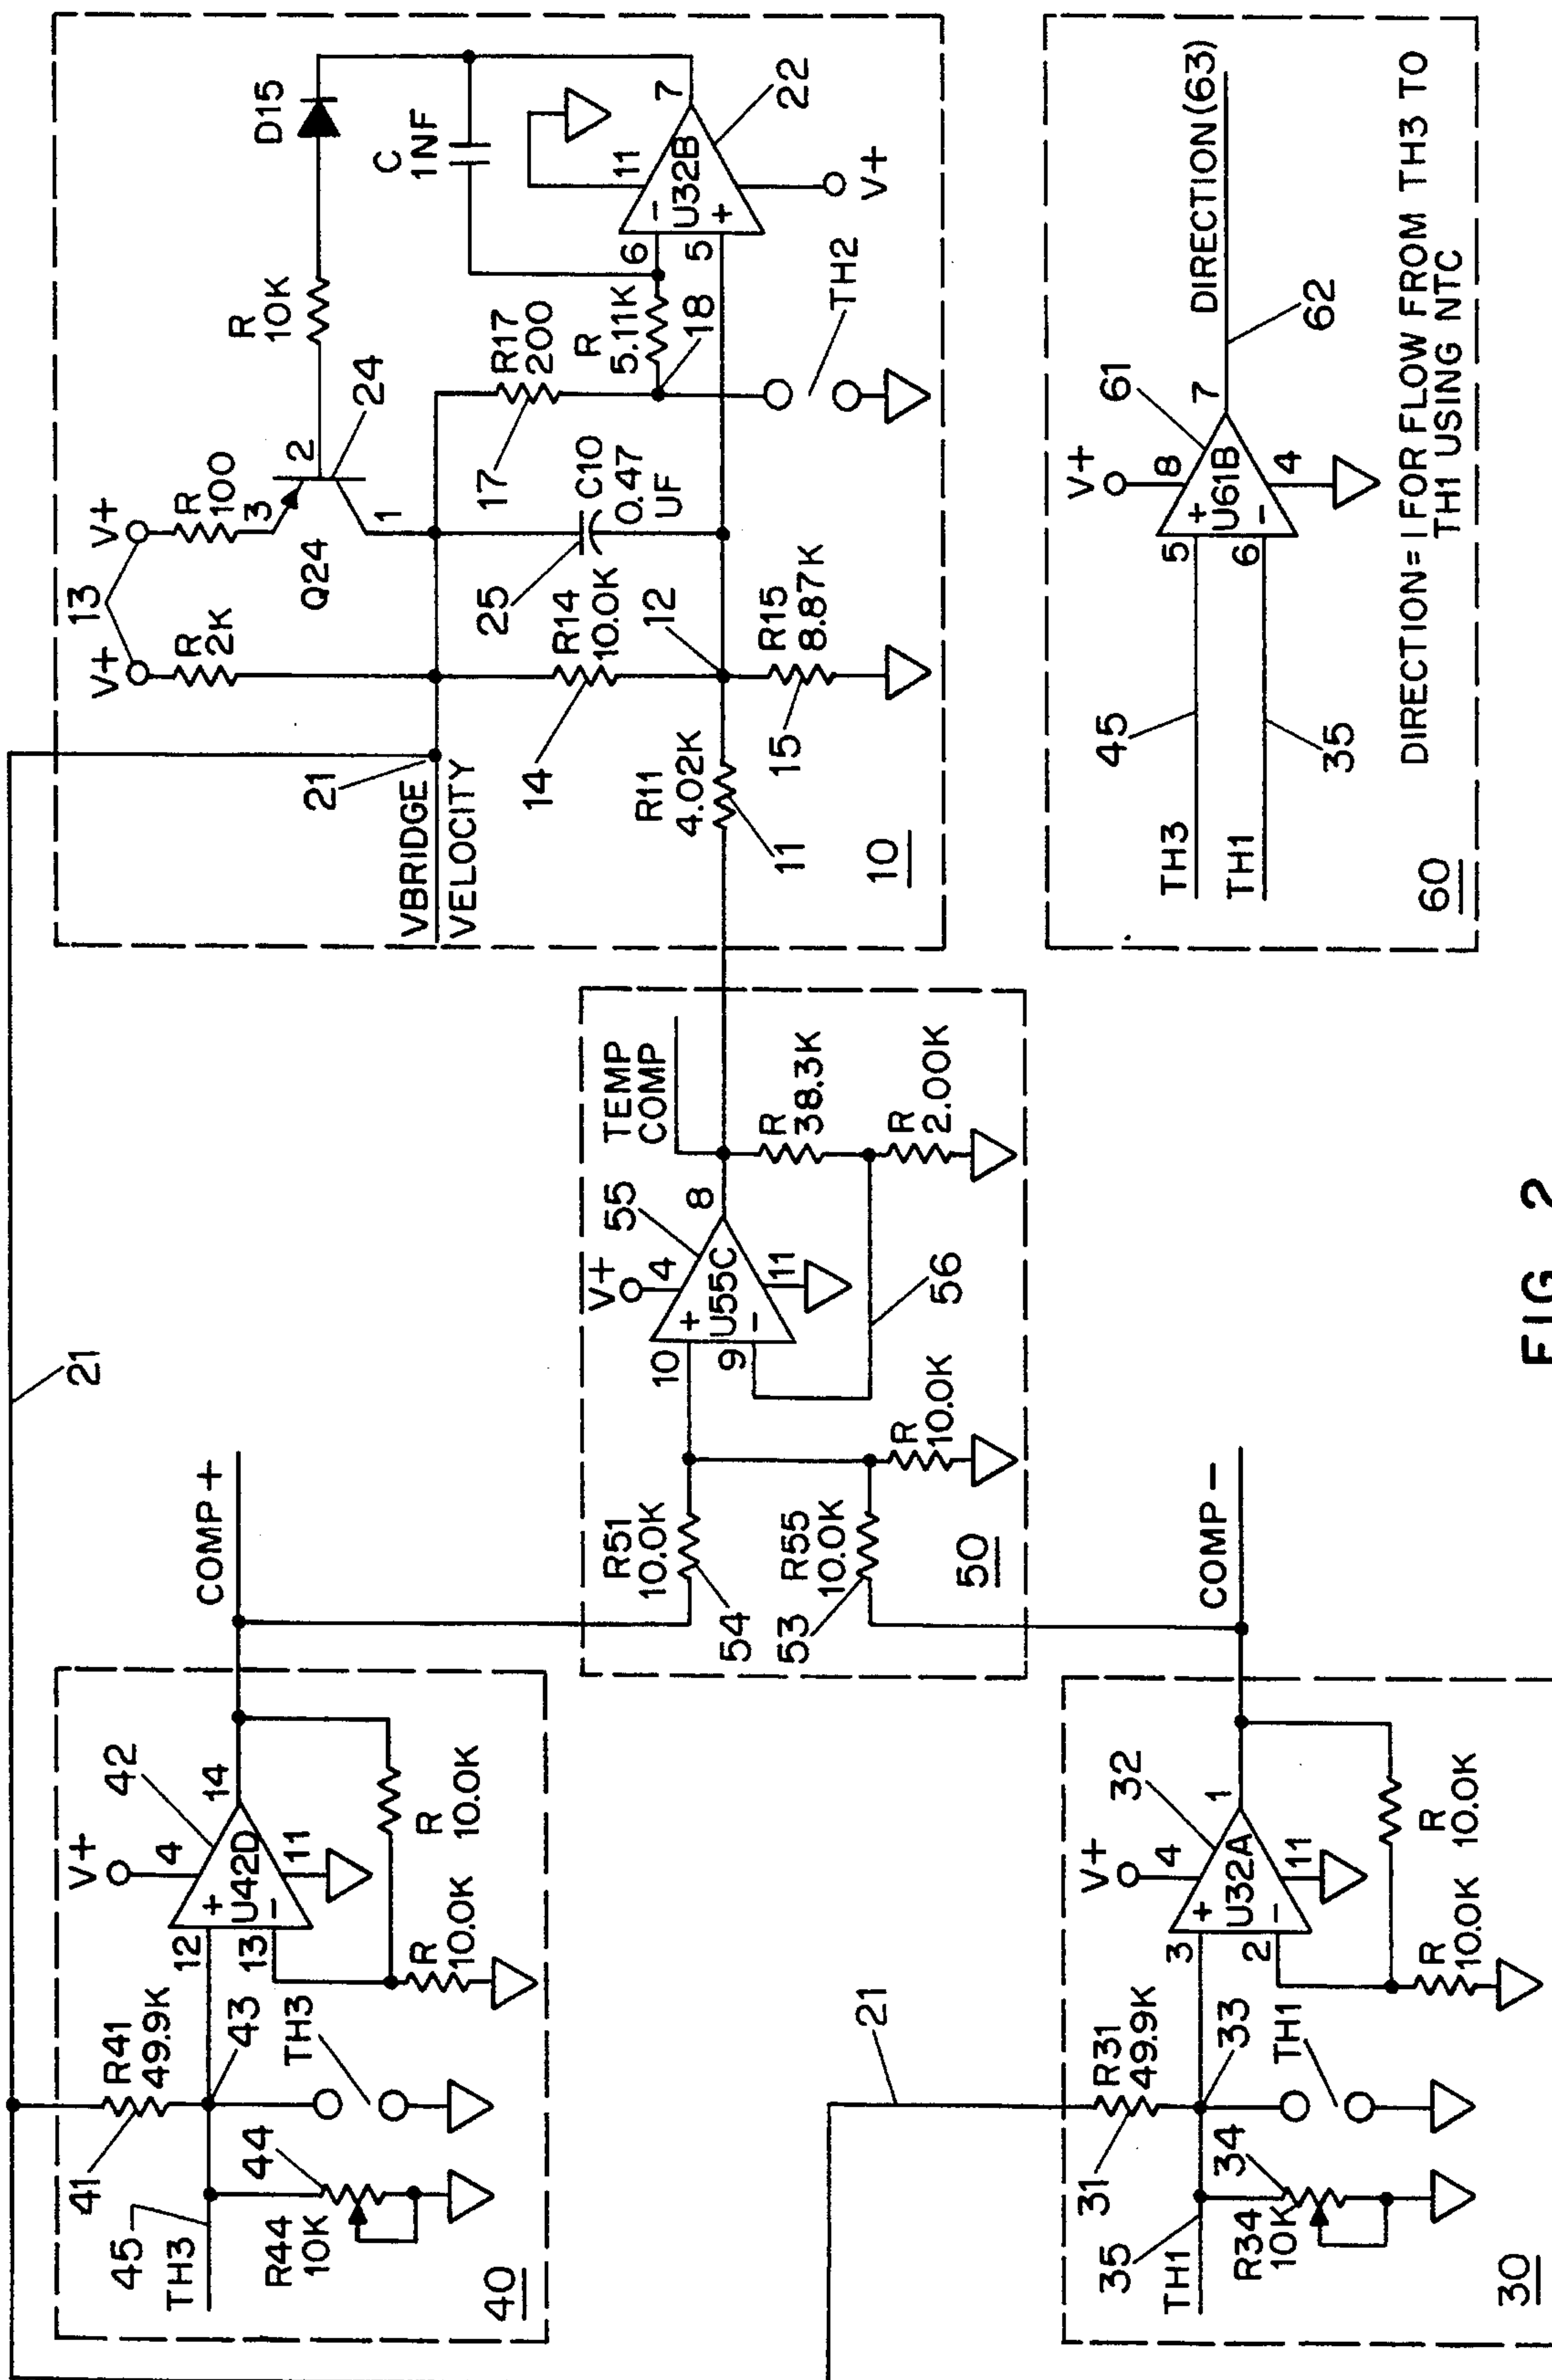 21
40
41
R41
49.9K
45
TH3
43
R44
10K
44
TH3
12
13
+
U42D
-
V+
4
42
14
11
R
10.0K
R
10.0K
COMP+
50
R51
10.0K
54
R55
10.0K
53
R
10.0K
10
9
+
U55C
-
V+
4
55
8
11
56
TEMP
COMP
R
38.3K
R
2.00K
30
21
31
R31
49.9K
35
TH1
33
R34
10K
34
TH1
3
2
+
U32A
-
V+
4
32
1
11
R
10.0K
R
10.0K
COMP-
10
VBRIDGE
VELOCITY
21
13
V+
V+
R
2K
R
100
3
Q24
2
1
24
R
10K
D15
C
1NF
14
R14
10.0K
25
C10
0.47
UF
17
R17
200
R
5.11K
18
R11
4.02K
11
12
15
R15
8.87K
TH2
6
5
-
U32B
+
11
7
22
V+
60
TH3
TH1
45
35
5
6
+
U61B
-
V+
8
4
61
7
62
DIRECTION(63)
DIRECTION=1 FOR FLOW FROM TH3 TO
TH1 USING NTC
FIG. 2